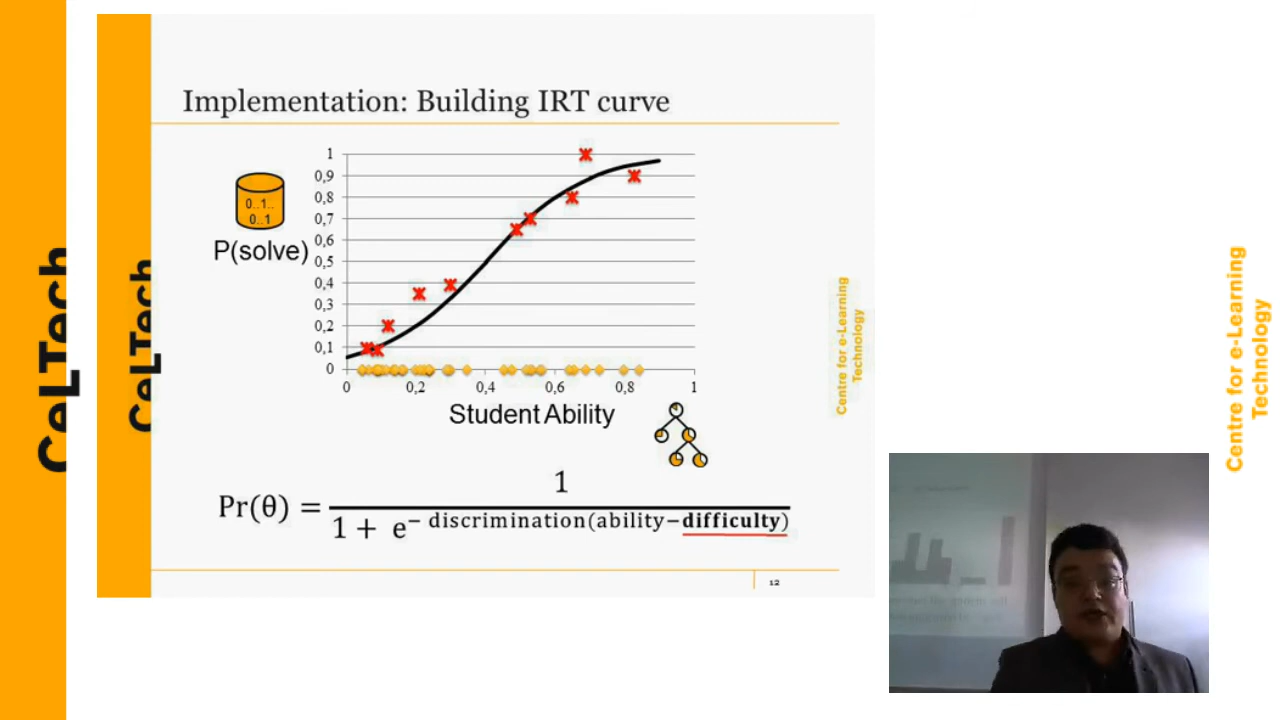 CeLTech
CeLTech
Implementation: Building IRT curve
0..1..
0..1
P(solve)
1
0,9
0,8
0,7
0,6
0,5
0,4
0,3
0,2
0,1
0
0 0,2 0,4 0,6 0,8 1
Student Ability
Pr(θ) = 1 / 1 + e^− discrimination(ability−difficulty)
12
Centre for e-Learning
Technology
Centre for e-Learning
Technology